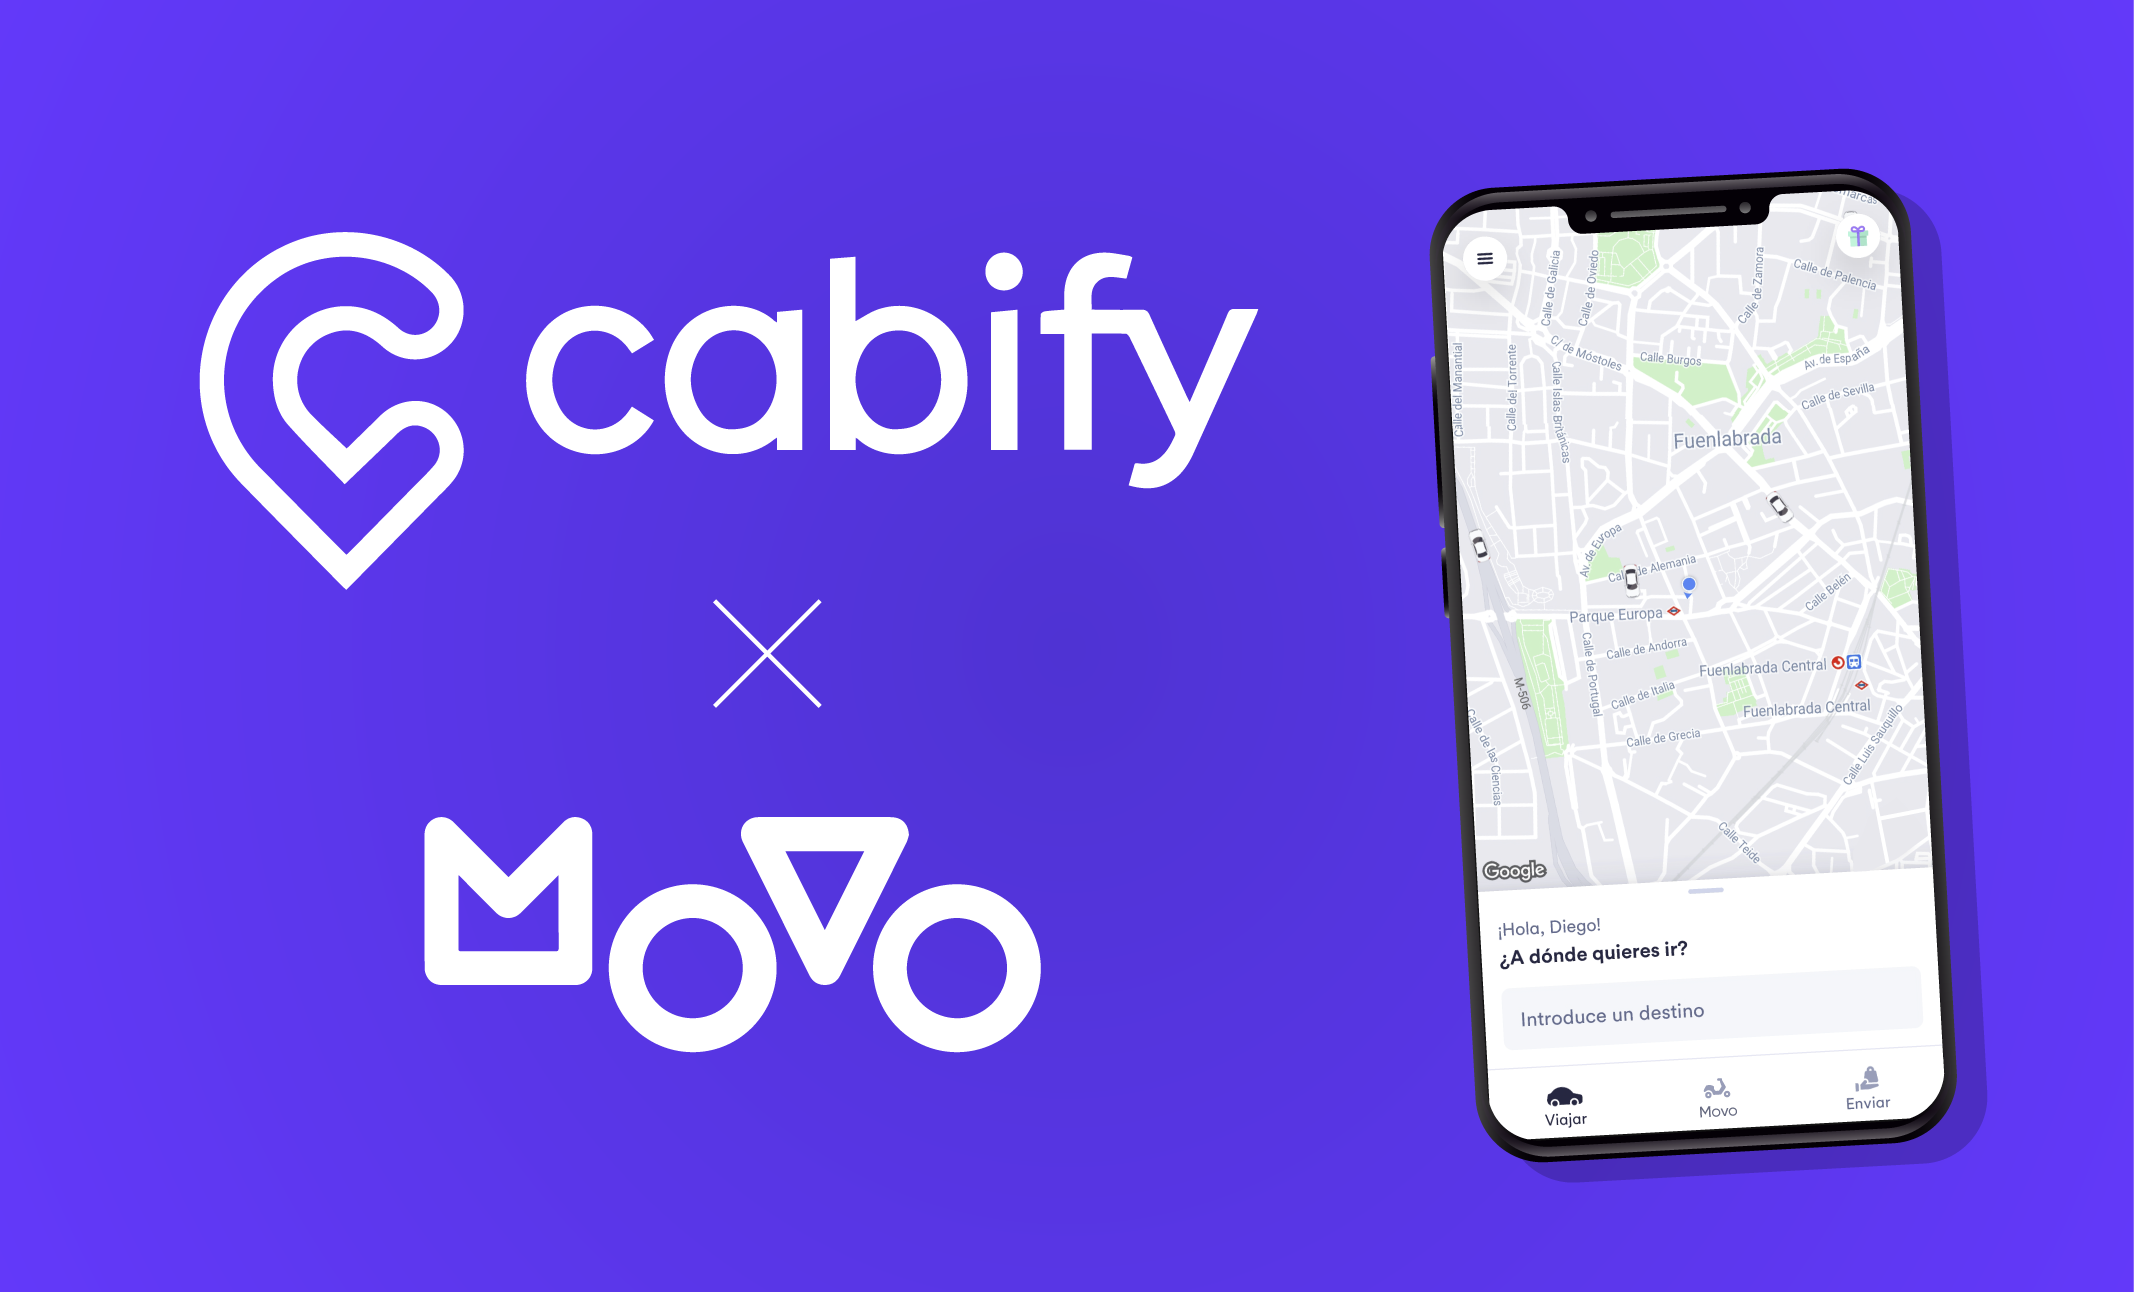 cabify
MOVO
marcas
Calle de Galicia
Calle de Oviedo
Calle de Zamora
Calle de Palencia
C/ de Móstoles
Calle Burgos
Av. de España
Calle de Sevilla
Calle del Manantial
Calle del Torrente
Calle Islas Británicas
Fuenlabrada
Av. de Europa
Calle de Alemania
Calle Belén
Parque Europa
Calle de Andorra
Calle de Portugal
Fuenlabrada Central
M-506
Calle de Italia
Fuenlabrada Central
Calle de Grecia
Calle de las Ciencias
Calle Luis Sauquillo
Calle Teide
Google
¡Hola, Diego!
¿A dónde quieres ir?
Introduce un destino
Viajar
Movo
Enviar